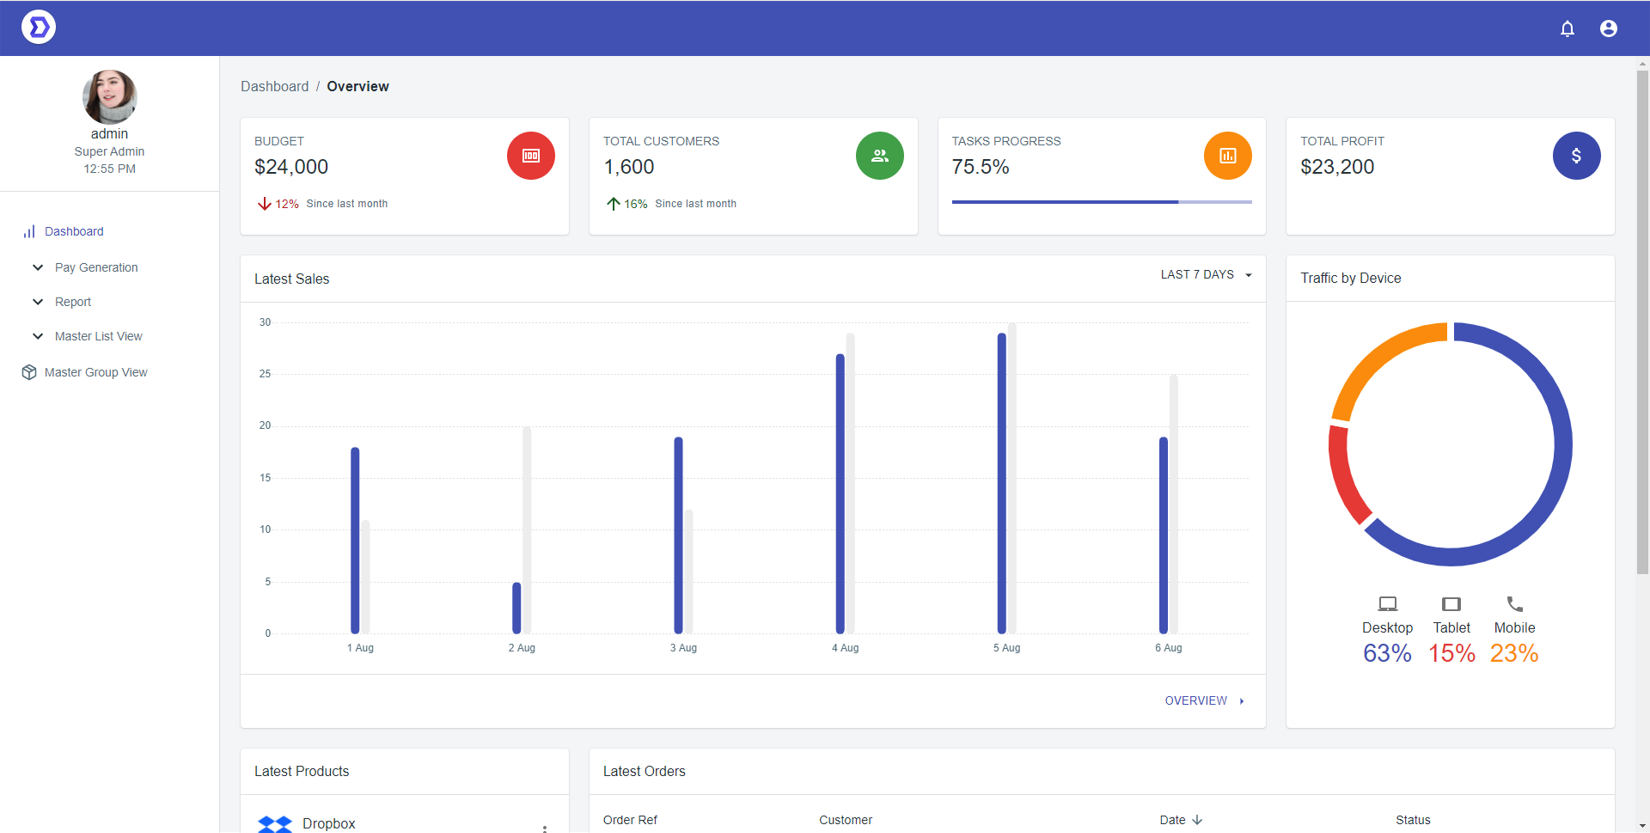 admin
Super Admin
12:55 PM
Dashboard
Pay Generation
Report
Master List View
Master Group View
Dashboard / Overview
BUDGET
$24,000
12% Since last month
TOTAL CUSTOMERS
1,600
16% Since last month
TASKS PROGRESS
75.5%
TOTAL PROFIT
$23,200
$
Latest Sales
LAST 7 DAYS
30
25
20
15
10
5
0
1 Aug 2 Aug 3 Aug 4 Aug 5 Aug 6 Aug
OVERVIEW
Traffic by Device
Desktop Tablet Mobile
63% 15% 23%
Latest Products
Dropbox
Latest Orders
Order Ref Customer Date Status